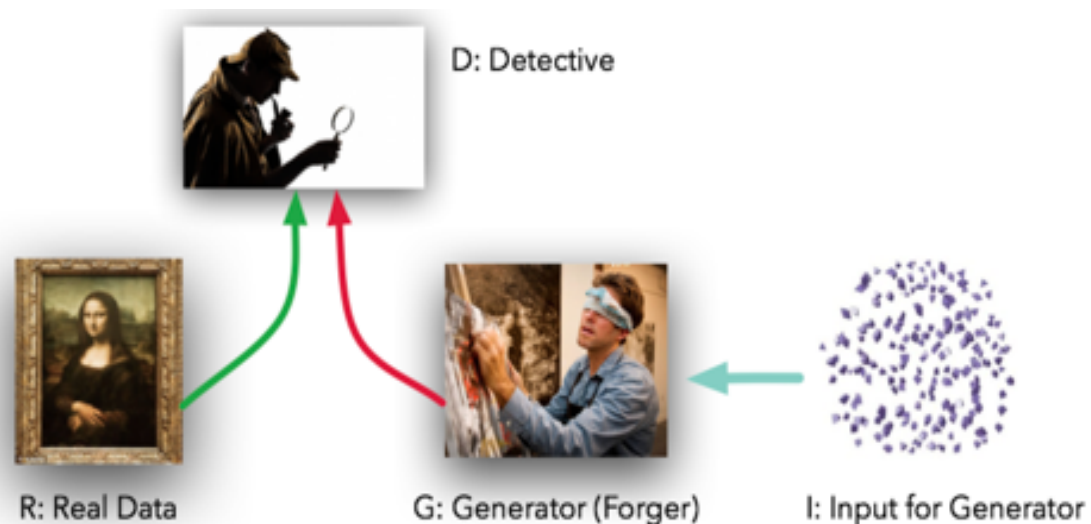 D: Detective
R: Real Data
G: Generator (Forger)
I: Input for Generator